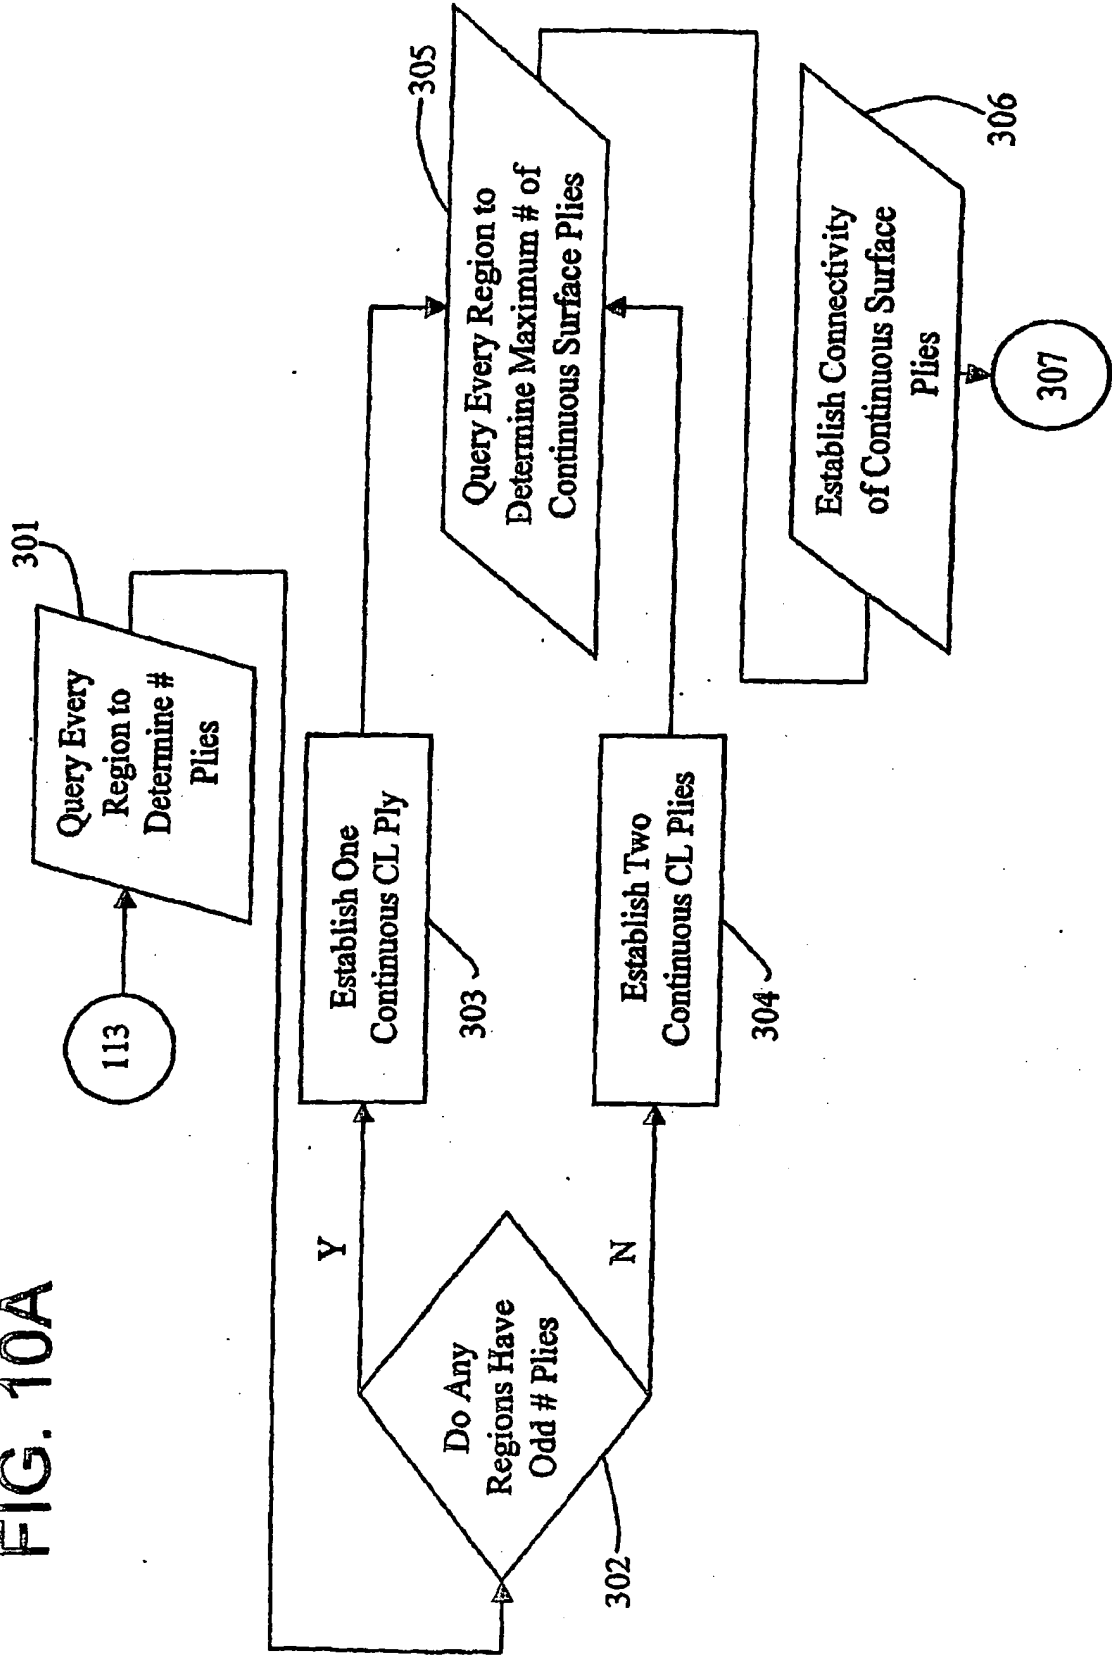 FIG. 10A
113
Query Every
Region to
Determine #
Plies
301
Do Any
Regions Have
Odd # Plies
302
Y
N
Establish One
Continuous CL Ply
303
Establish Two
Continuous CL Plies
304
Query Every Region to
Determine Maximum # of
Continuous Surface Plies
305
Establish Connectivity
of Continuous Surface
Plies
306
307